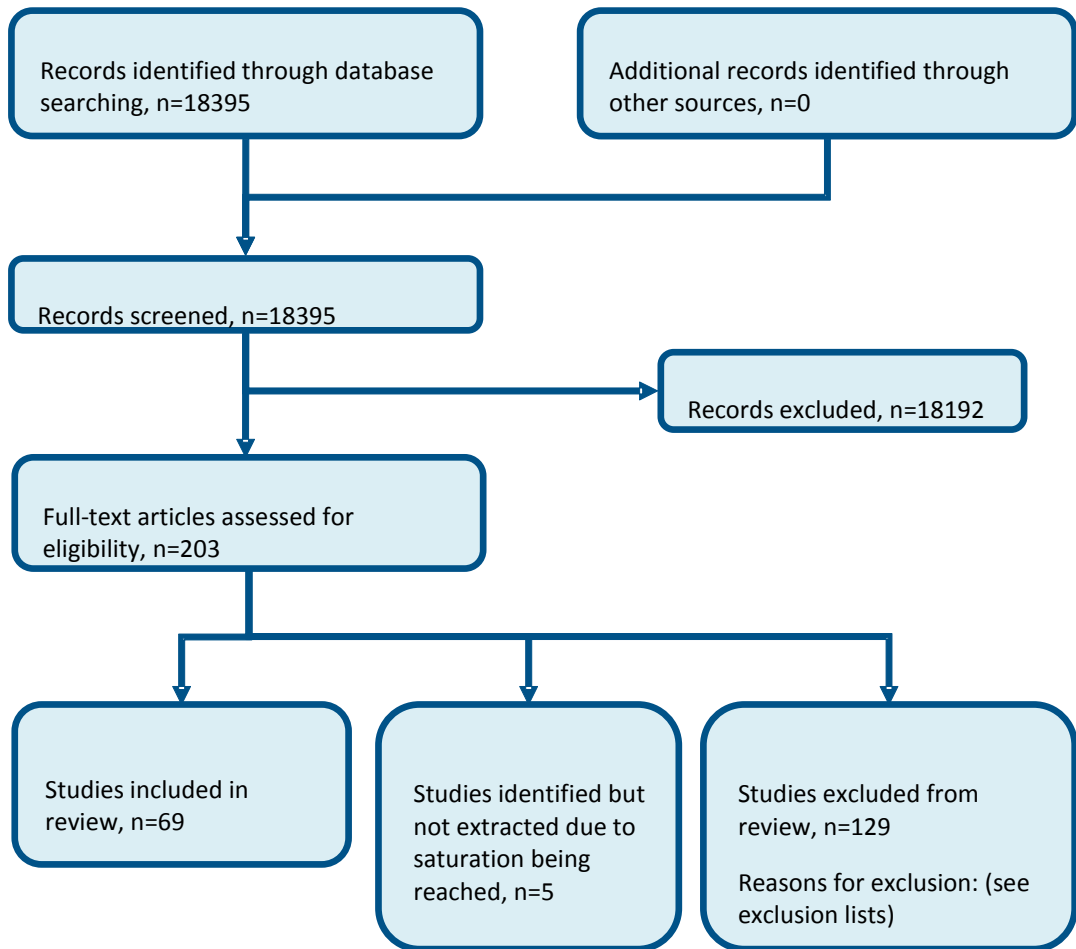 Records identified through database
searching, n=18395
Additional records identified through
other sources, n=0
Records screened, n=18395
Records excluded, n=18192
Full-text articles assessed for
eligibility, n=203
Studies included in
review, n=69
Studies identified but
not extracted due to
saturation being
reached, n=5
Studies excluded from
review, n=129
Reasons for exclusion: (see
exclusion lists)